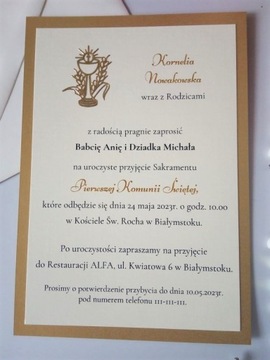 Kornelia
Nowakowska
wraz z Rodzicami
z radością pragnie zaprosić
Babcię Anię i Dziadka Michała
na uroczyste przyjęcie Sakramentu
Pierwszej Komunii Świętej,
które odbędzie się dnia 24 maja 2023r. o godz. 10.00
w Kościele Św. Rocha w Białymstoku.
Po uroczystości zapraszamy na przyjęcie
do Restauracji ALFA, ul. Kwiatowa 6 w Białymstoku.
Prosimy o potwierdzenie przybycia do dnia 10.05.2023r.
pod numerem telefonu 111-111-111.